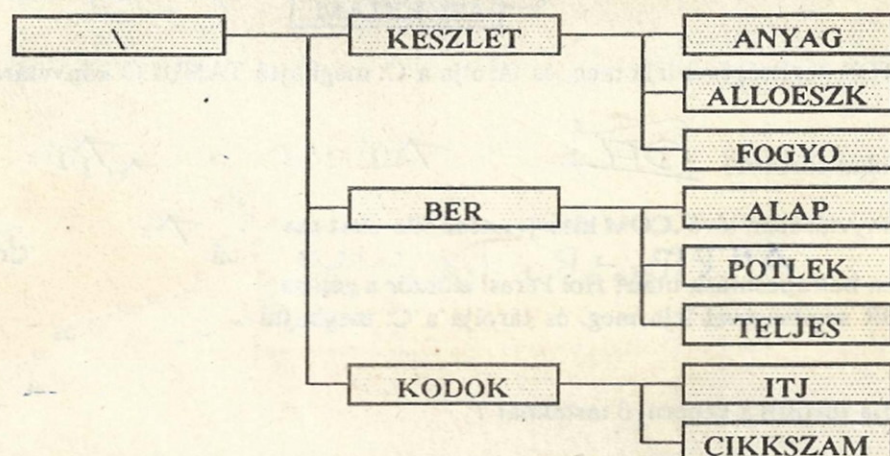 \ KESZLET ANYAG
ALLOESZK
FOGYO
BER ALAP
POTLEK
TELJES
KODOK ITJ
CIKKSZAM